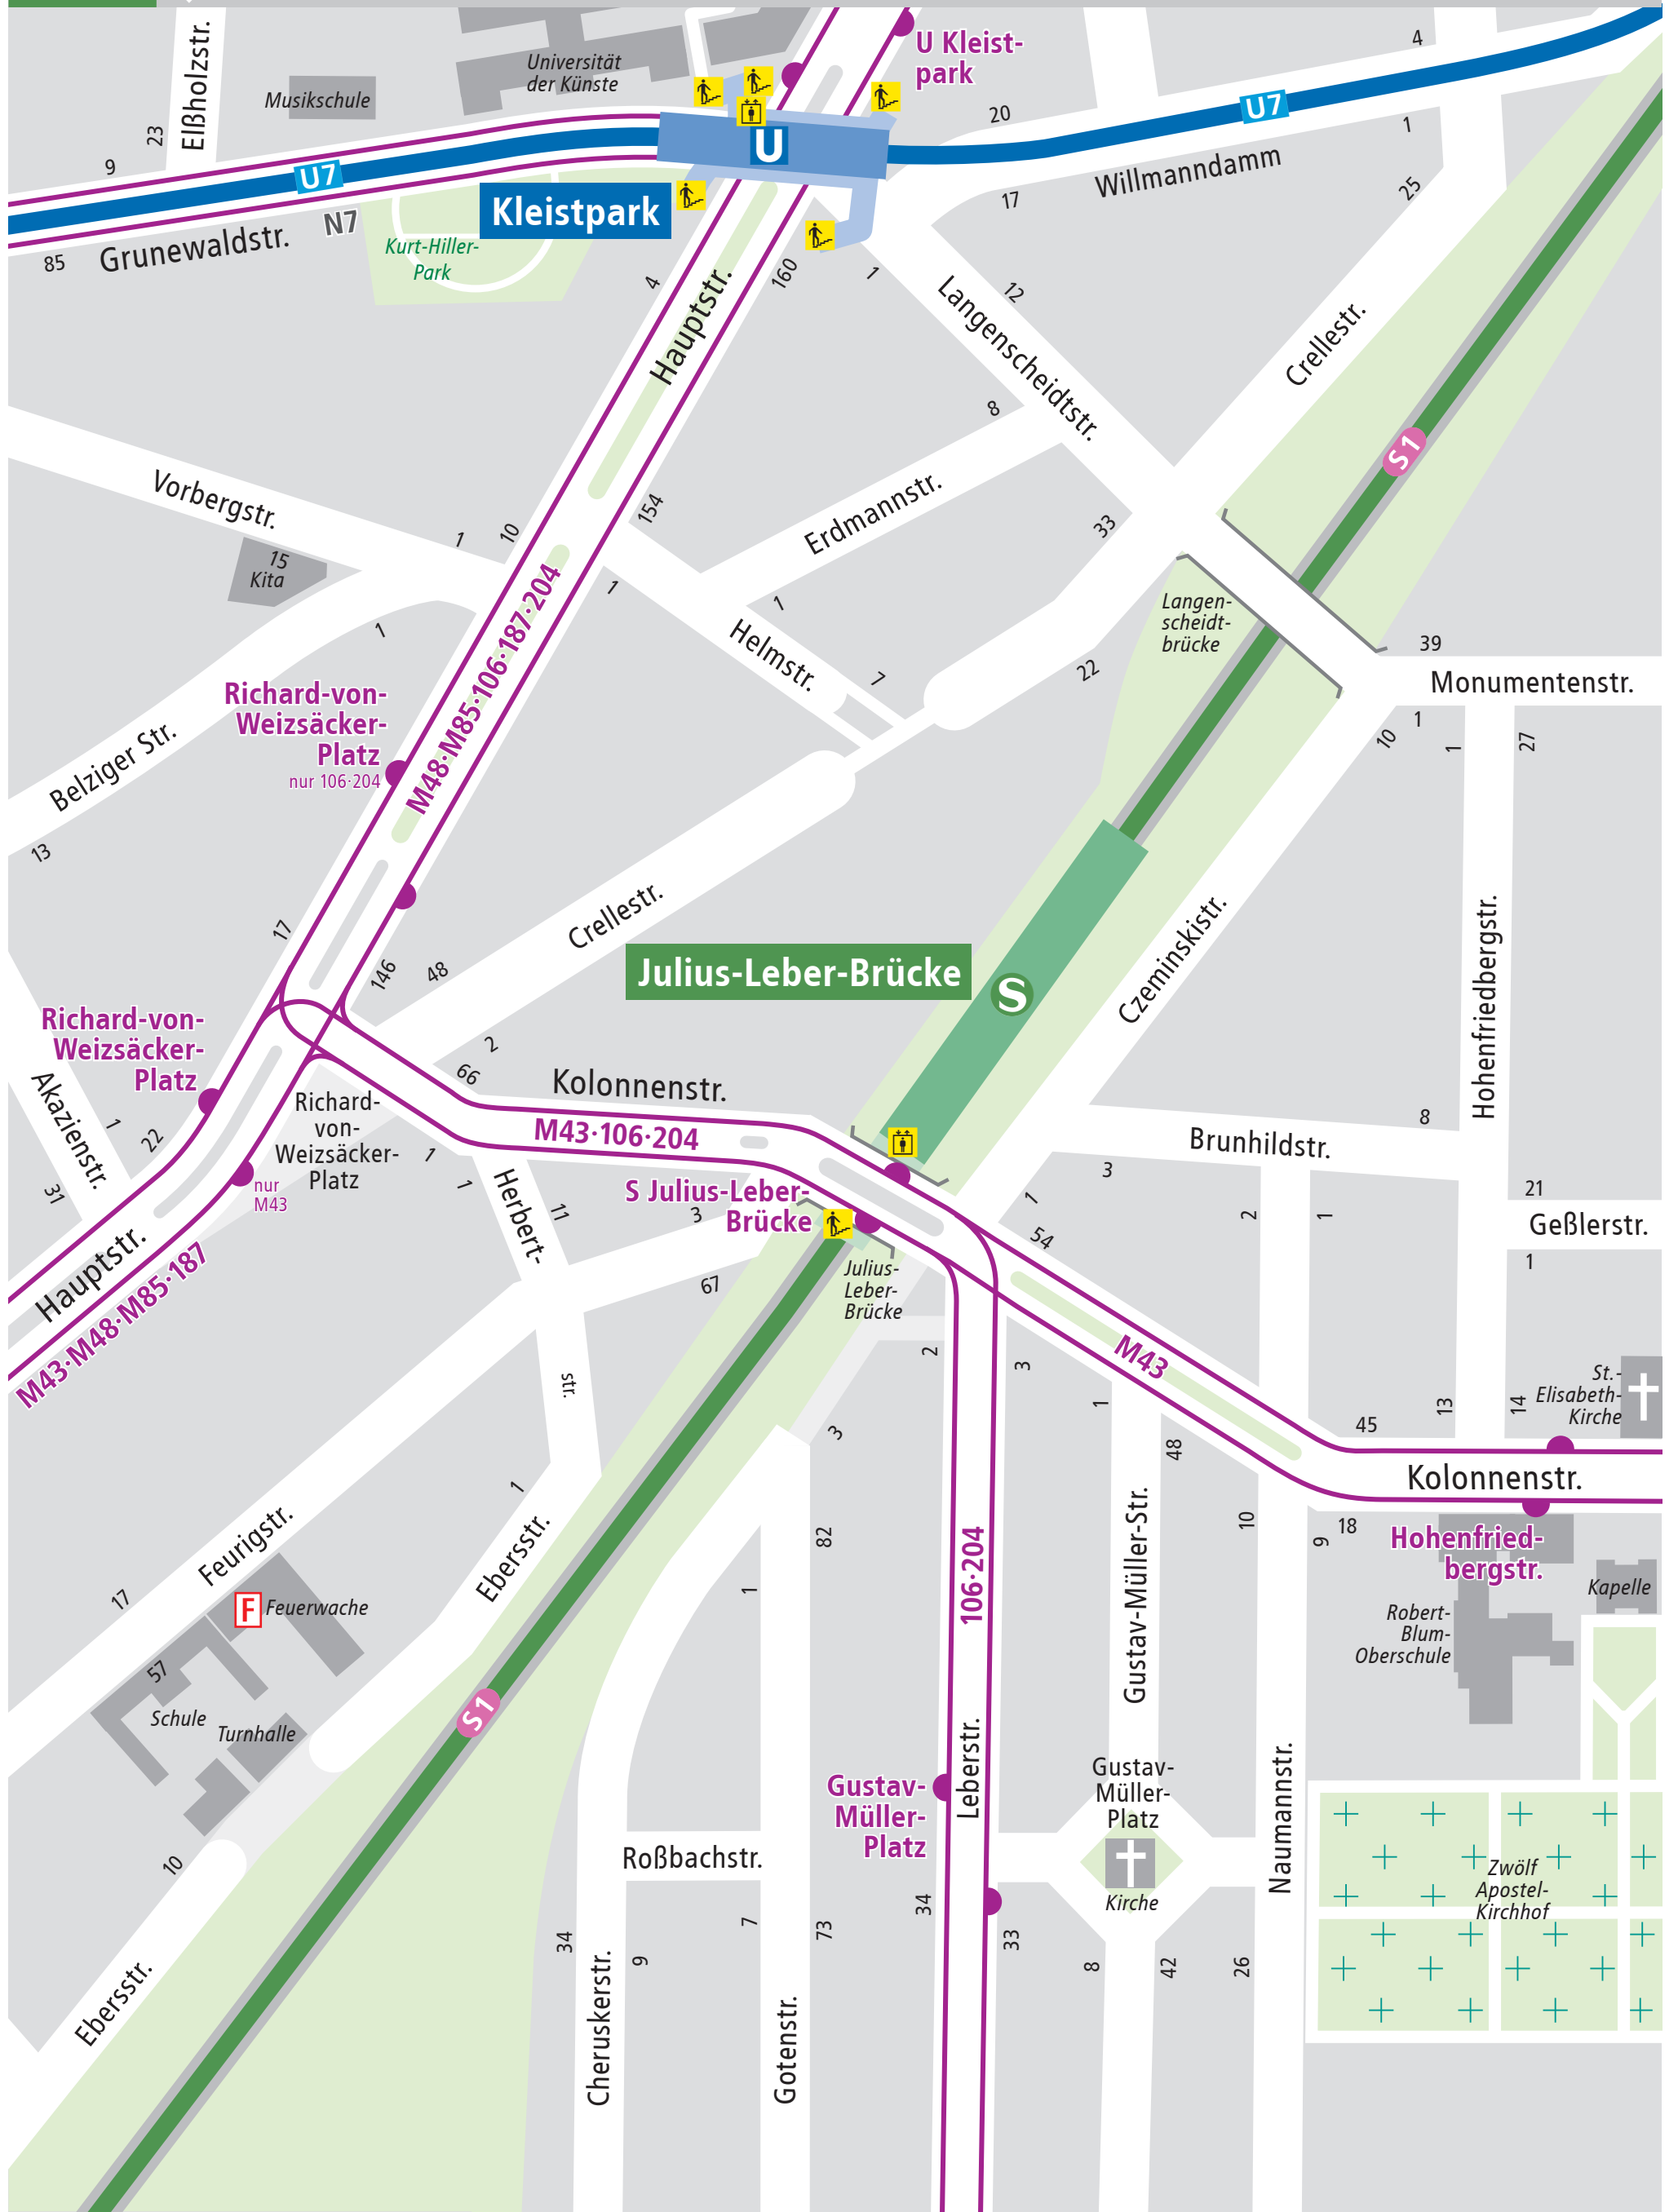 Elßholzstr.
23
9
Musikschule
Universität
der Künste
U Kleist-
park
4
20
U7
1
Willmanndamm
17
25
U
U7
N7
Kleistpark
Grunewaldstr.
85
Kurt-Hiller-
Park
4
Hauptstr.
160
1
12
Langenscheidtstr.
Crellestr.
8
S1
Vorbergstr.
1
10
154
Erdmannstr.
33
15
Kita
1
1
1
Helmstr.
7
22
Langen-
scheidt-
brücke
39
Monumentenstr.
1
10
1
27
Richard-von-
Weizsäcker-
Platz
nur 106·204
M48·M85·106·187·204
Belziger Str.
13
17
Crellestr.
146
48
Julius-Leber-Brücke
S
Czeminskistr.
Hohenfriedbergstr.
Richard-von-
Weizsäcker-
Platz
2
66
Kolonnenstr.
M43·106·204
Akazienstr.
1
22
31
Richard-
von-
Weizsäcker-
Platz
nur
M43
1
1
Herbert-
11
str.
S Julius-Leber-
Brücke
3
67
8
Brunhildstr.
3
1
54
2
1
21
Geßlerstr.
1
Hauptstr.
M43·M48·M85·187
Julius-
Leber-
Brücke
2
3
M43
1
48
13
14
St.-
Elisabeth-
Kirche
45
Kolonnenstr.
18
9
10
Hohenfried-
bergstr.
Kapelle
Robert-
Blum-
Oberschule
3
82
1
1
Feurigstr.
Ebersstr.
17
F
Feuerwache
57
Schule
Turnhalle
S1
106·204
Gustav-Müller-Str.
Leberstr.
Gustav-
Müller-
Platz
Gustav-
Müller-
Platz
Kirche
Naumannstr.
Zwölf
Apostel-
Kirchhof
Roßbachstr.
10
34
9
7
73
34
33
8
42
26
Ebersstr.
Cheruskerstr.
Gotenstr.